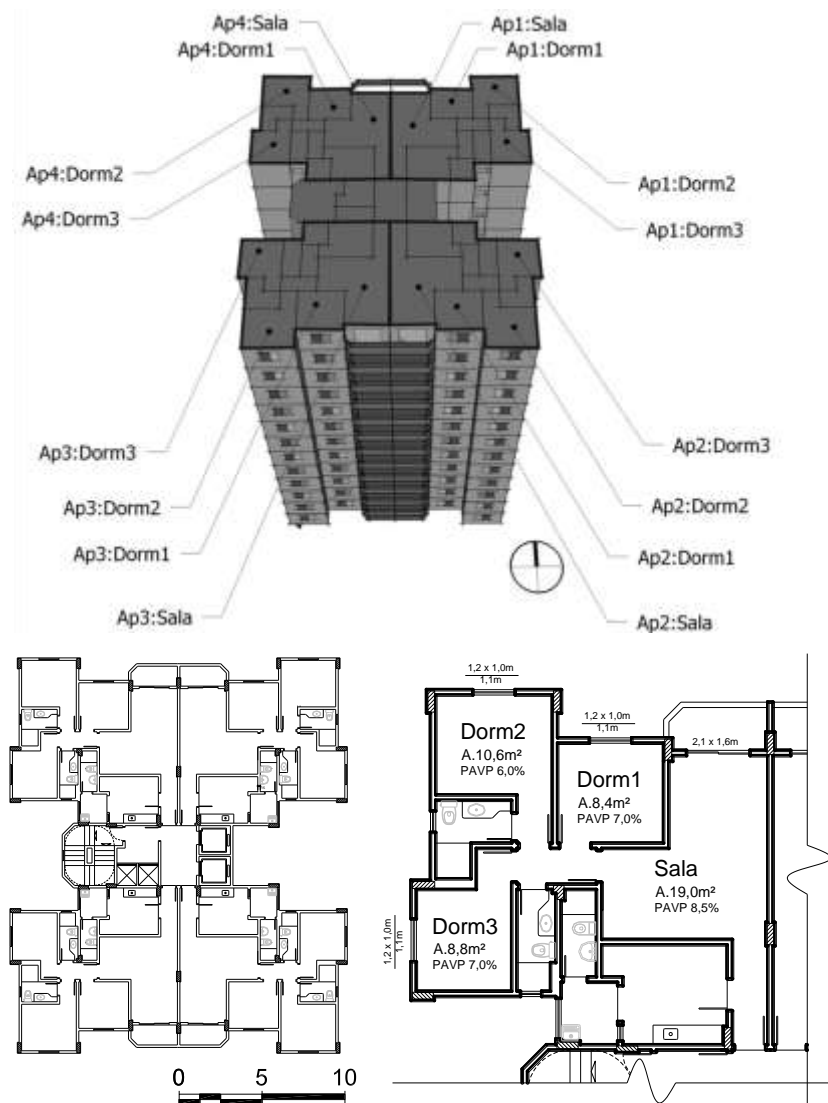 Ap4:Sala
Ap1:Sala
Ap4:Dorm1
Ap1:Dorm1
Ap4:Dorm2
Ap1:Dorm2
Ap4:Dorm3
Ap1:Dorm3
Ap3:Dorm3
Ap2:Dorm3
Ap3:Dorm2
Ap2:Dorm2
Ap3:Dorm1
Ap2:Dorm1
Ap3:Sala
Ap2:Sala
0 5 10
1,2 x 1,0m
1,1m
Dorm2
A.10,6m²
PAVP 6,0%
1,2 x 1,0m
1,1m
Dorm1
A.8,4m²
PAVP 7,0%
2,1 x 1,6m
Sala
A.19,0m²
PAVP 8,5%
1,2 x 1,0m
1,1m
Dorm3
A.8,8m²
PAVP 7,0%